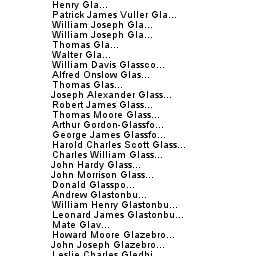 Henry Gla...
Patrick James Vuller Gla...
William Joseph Gla...
William Joseph Gla...
Thomas Gla...
Walter Gla...
William Davis Glassco...
Alfred Onslow Glas...
Thomas Glas...
Joseph Alexander Glass...
Robert James Glass...
Thomas Moore Glass...
Arthur Gordon-Glassfo...
George James Glassfo...
Harold Charles Scott Glass...
Charles William Glass...
John Hardy Glass...
John Morrison Glass...
Donald Glasspo...
Andrew Glastonbu...
William Henry Glastonbu...
Leonard James Glastonbu...
Mate Glav...
Howard Moore Glazebro...
John Joseph Glazebro...
Leslie Charles Gledhi...